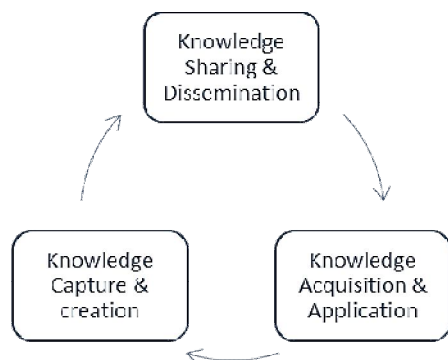 Knowledge
Sharing &
Dissemination
Knowledge
Capture &
creation
Knowledge
Acquisition &
Application